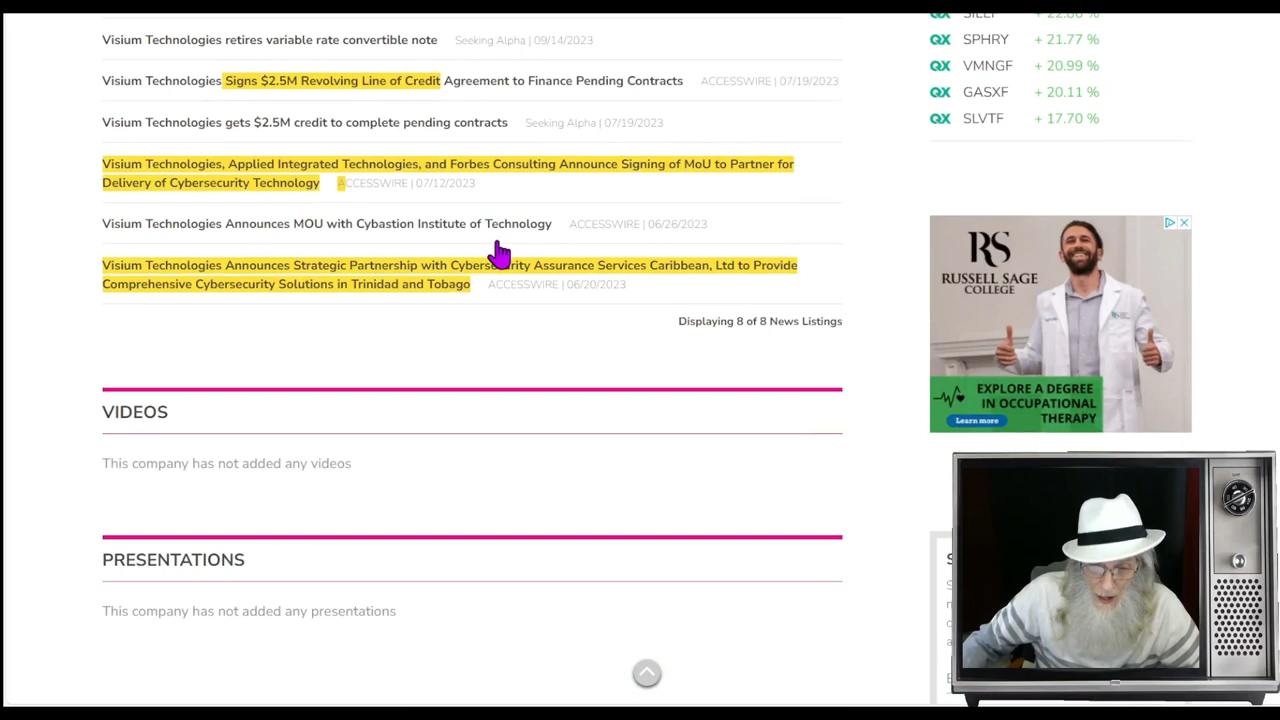 Visium Technologies retires variable rate convertible note Seeking Alpha | 09/14/2023
Visium Technologies Signs $2.5M Revolving Line of Credit Agreement to Finance Pending Contracts ACCESSWIRE | 07/19/2023
Visium Technologies gets $2.5M credit to complete pending contracts Seeking Alpha | 07/19/2023
Visium Technologies, Applied Integrated Technologies, and Forbes Consulting Announce Signing of MoU to Partner for
Delivery of Cybersecurity Technology ACCESSWIRE | 07/12/2023
Visium Technologies Announces MOU with Cybastion Institute of Technology ACCESSWIRE | 06/26/2023
Visium Technologies Announces Strategic Partnership with Cybersecurity Assurance Services Caribbean, Ltd to Provide
Comprehensive Cybersecurity Solutions in Trinidad and Tobago ACCESSWIRE | 06/20/2023
Displaying 8 of 8 News Listings
VIDEOS
This company has not added any videos
PRESENTATIONS
This company has not added any presentations
QX SPHRY + 21.77 %
QX VMNGF + 20.99 %
QX GASXF + 20.11 %
QX SLVTF + 17.70 %
RS
RUSSELL SAGE
COLLEGE
EXPLORE A DEGREE
IN OCCUPATIONAL
THERAPY
Learn more